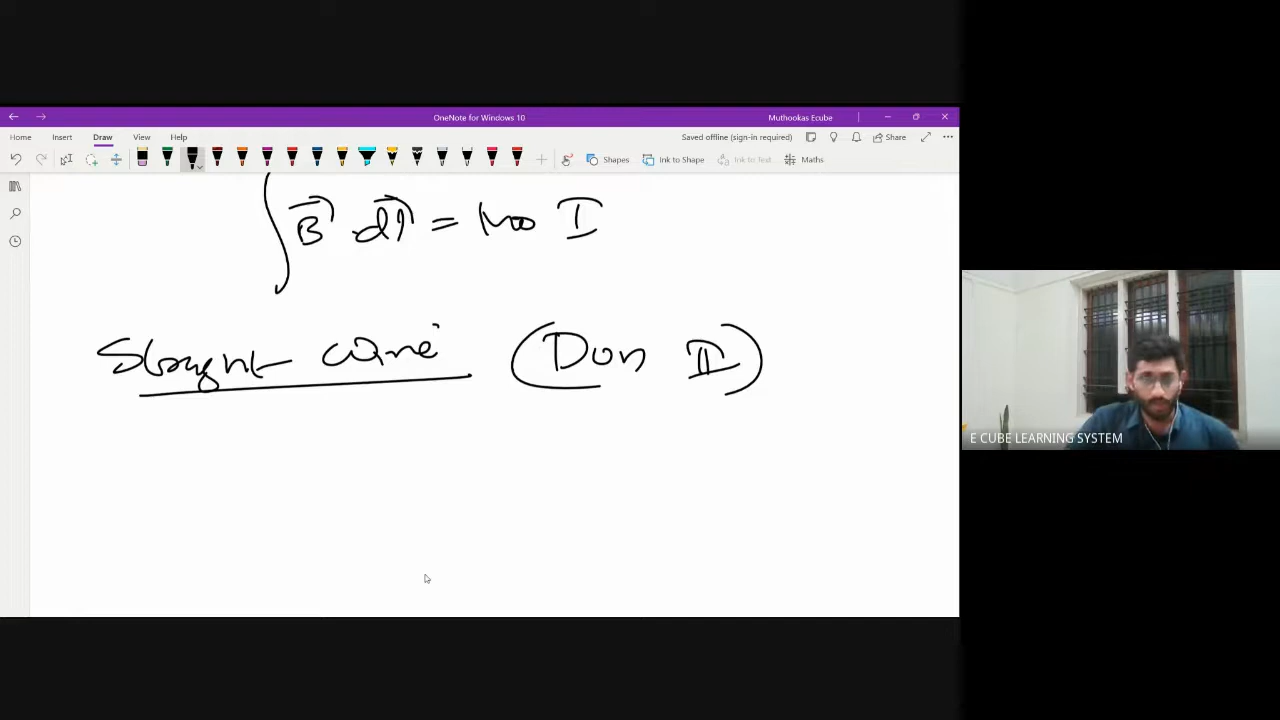 OneNote for Windows 10
Muthookas Ecube
Home Insert Draw View Help
Saved offline (sign-in required) Share
Shapes Ink to Shape Ink to Text Maths
∫ B⃗ dl⃗ = μ₀ I
Straight wire (Don II)
E CUBE LEARNING SYSTEM